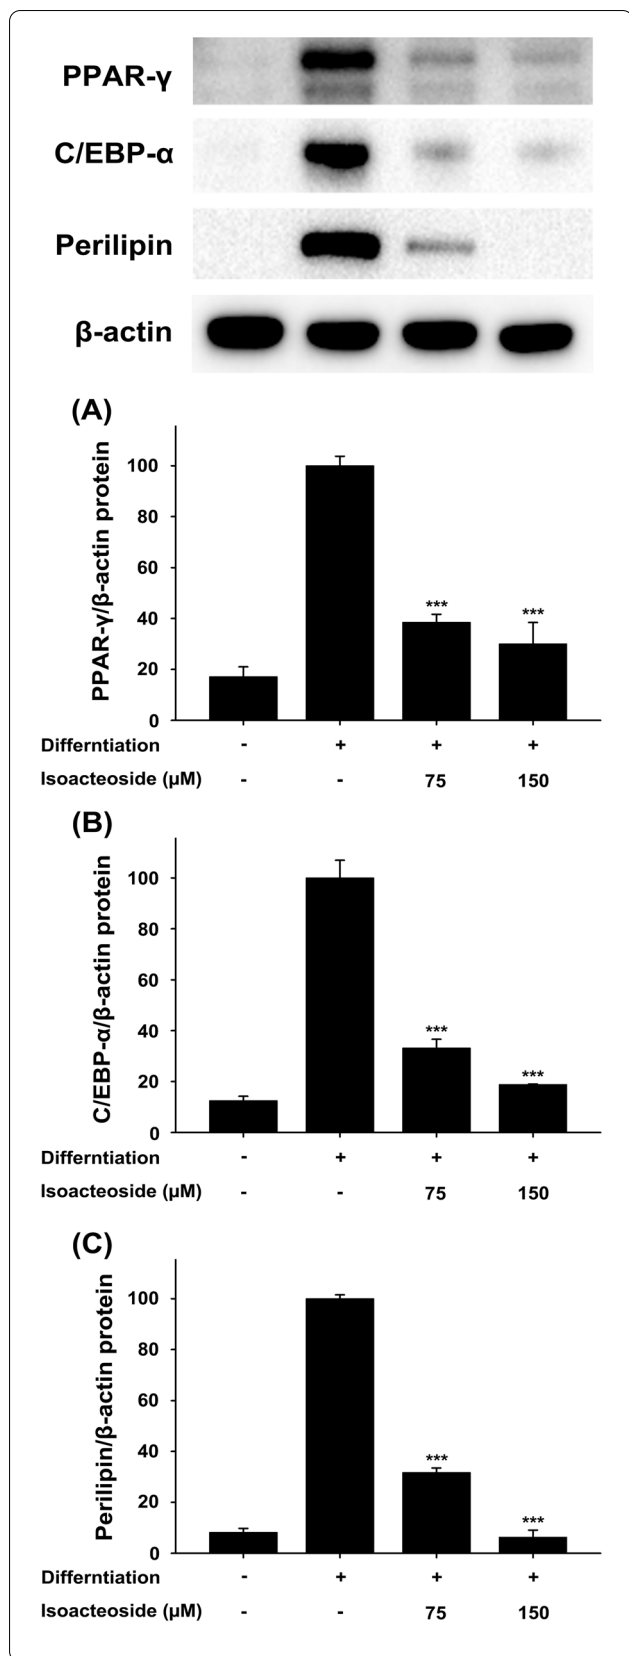 PPAR-γ
C/EBP-α
Perilipin
β-actin
(A)
PPAR-γ/β-actin protein
100
80
60
40
20
0
***
***
Differntiation - + + +
Isoacteoside (μM) - - 75 150
(B)
C/EBP-α/β-actin protein
100
80
60
40
20
0
***
***
Differntiation - + + +
Isoacteoside (μM) - - 75 150
(C)
Perilipin/β-actin protein
100
80
60
40
20
0
***
***
Differntiation - + + +
Isoacteoside (μM) - - 75 150